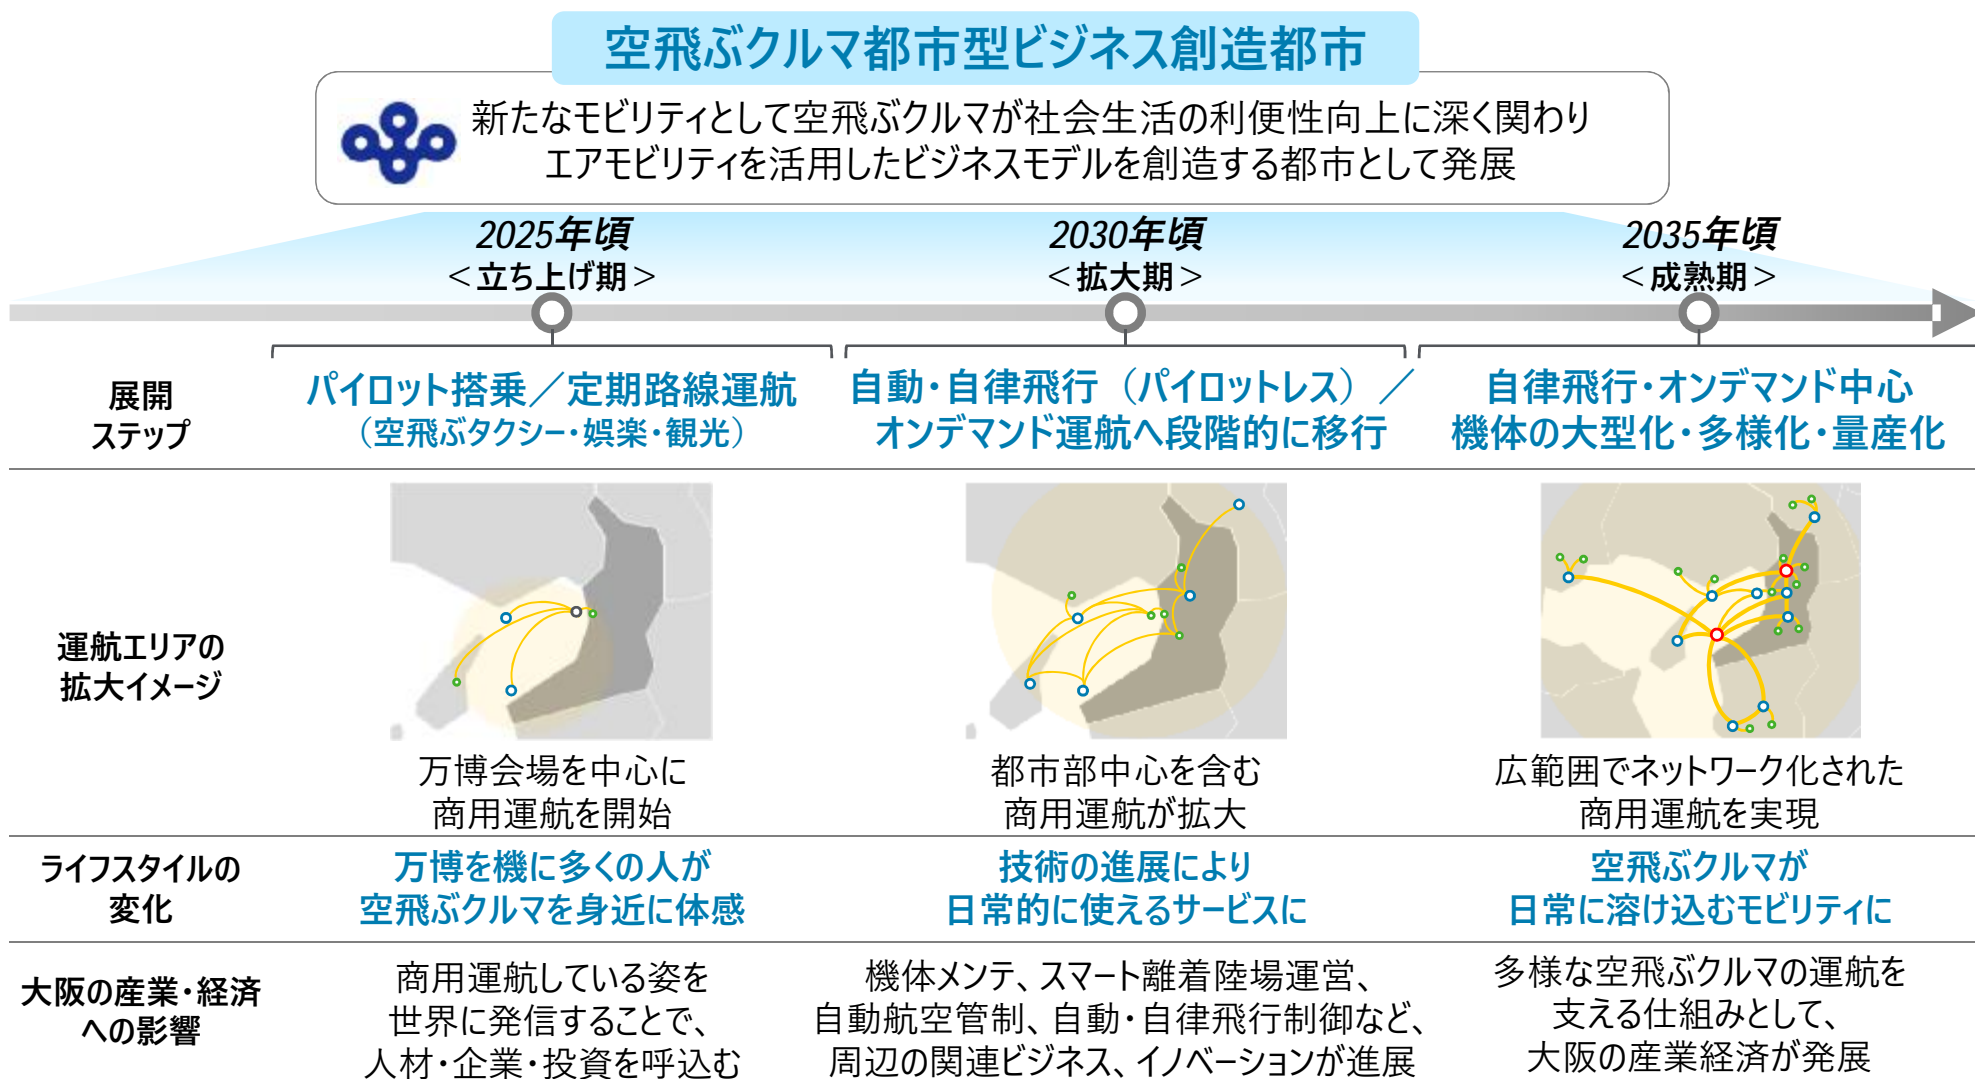 空飛ぶクルマ都市型ビジネス創造都市
新たなモビリティとして空飛ぶクルマが社会生活の利便性向上に深く関わり
エアモビリティを活用したビジネスモデルを創造する都市として発展
2025年頃
＜立ち上げ期＞
2030年頃
＜拡大期＞
2035年頃
＜成熟期＞
展開
ステップ
パイロット搭乗／定期路線運航
（空飛ぶタクシー・娯楽・観光）
自動・自律飛行（パイロットレス）／
オンデマンド運航へ段階的に移行
自律飛行・オンデマンド中心
機体の大型化・多様化・量産化
運航エリアの
拡大イメージ
万博会場を中心に
商用運航を開始
都市部中心を含む
商用運航が拡大
広範囲でネットワーク化された
商用運航を実現
ライフスタイルの
変化
万博を機に多くの人が
空飛ぶクルマを身近に体感
技術の進展により
日常的に使えるサービスに
空飛ぶクルマが
日常に溶け込むモビリティに
大阪の産業・経済
への影響
商用運航している姿を
世界に発信することで、
人材・企業・投資を呼込む
機体メンテ、スマート離着陸場運営、
自動航空管制、自動・自律飛行制御など、
周辺の関連ビジネス、イノベーションが進展
多様な空飛ぶクルマの運航を
支える仕組みとして、
大阪の産業経済が発展